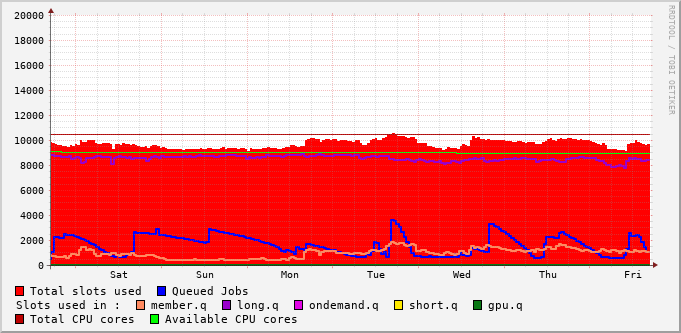 20000
18000
16000
14000
12000
10000
8000
6000
4000
2000
0
Sat Sun Mon Tue Wed Thu Fri
RRDTOOL / TOBI OETIKER
Total slots used Queued Jobs
Slots used in : member.q long.q ondemand.q short.q gpu.q
Total CPU cores Available CPU cores